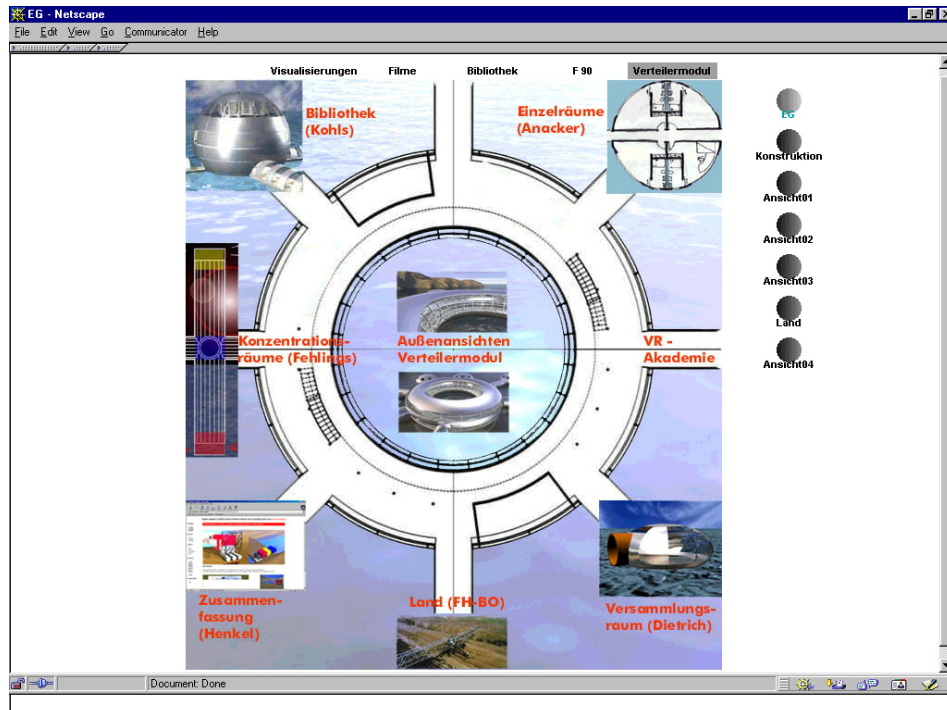 EG - Netscape
File Edit View Go Communicator Help
Visualisierungen Filme Bibliothek F 90 Verteilermodul
Bibliothek
(Kohls)
Einzelräume
(Anacker)
EG
Konstruktion
Ansicht01
Ansicht02
Ansicht03
Land
Ansicht04
Konzentrations-
räume (Fehlings)
Außenansichten
Verteilermodul
VR -
Akademie
Zusammen-
fassung
(Henkel)
Land (FH-BO)
Versammlungs-
raum (Dietrich)
Document: Done